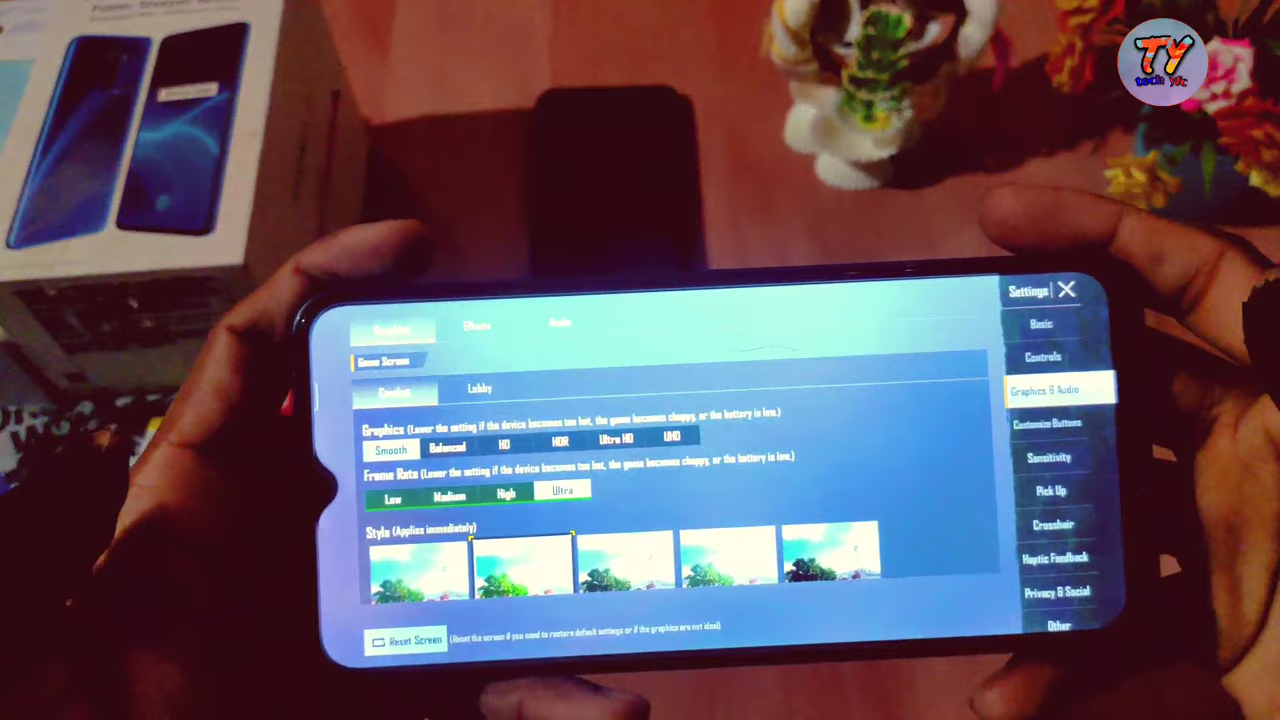 TY
tech Yfc
Settings
Basic
Controls
Graphics & Audio
Customize Buttons
Sensitivity
Pick Up
Crosshair
Haptic Feedback
Privacy & Social
Other
Effects
Audio
Game Screen
Lobby
Graphics (Lower the setting if the device becomes too hot, the game becomes choppy, or the battery is low.)
Smooth Balanced HD HDR Ultra HD UHD
Frame Rate (Lower the setting if the device becomes too hot, the game becomes choppy, or the battery is low.)
Low Medium High Ultra
Style (Applies immediately)
Reset Screen (Reset the screen if you need to restore default settings or if the graphics are not ideal)